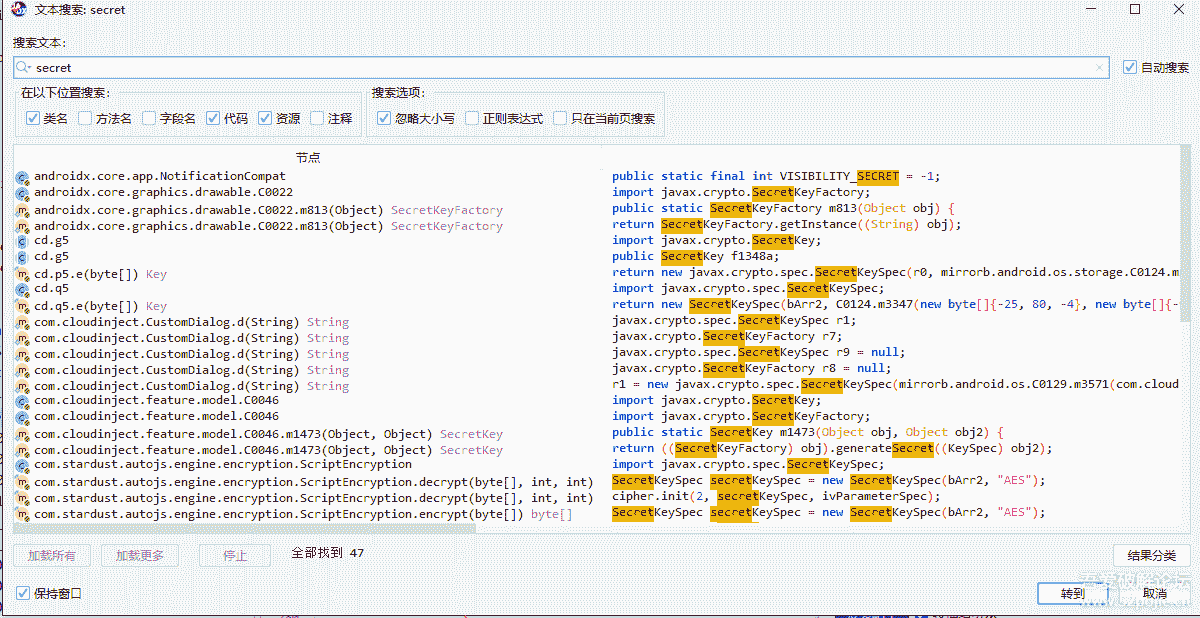 文本搜索: secret
搜索文本:
secret
自动搜索
在以下位置搜索:
类名 方法名 字段名 代码 资源 注释
搜索选项:
忽略大小写 正则表达式 只在当前页搜索
节点
androidx.core.app.NotificationCompat public static final int VISIBILITY_SECRET = -1;
androidx.core.graphics.drawable.C0022 import javax.crypto.SecretKeyFactory;
androidx.core.graphics.drawable.C0022.m813(Object) SecretKeyFactory public static SecretKeyFactory m813(Object obj) {
androidx.core.graphics.drawable.C0022.m813(Object) SecretKeyFactory return SecretKeyFactory.getInstance((String) obj);
cd.g5 import javax.crypto.SecretKey;
cd.g5 public SecretKey f1348a;
cd.p5.e(byte[]) Key return new javax.crypto.spec.SecretKeySpec(r0, mirrorb.android.os.storage.C0124.m
cd.q5 import javax.crypto.spec.SecretKeySpec;
cd.q5.e(byte[]) Key return new SecretKeySpec(bArr2, C0124.m3347(new byte[]{-25, 80, -4}, new byte[]{-
com.cloudinject.CustomDialog.d(String) String javax.crypto.spec.SecretKeySpec r1;
com.cloudinject.CustomDialog.d(String) String javax.crypto.SecretKeyFactory r7;
com.cloudinject.CustomDialog.d(String) String javax.crypto.spec.SecretKeySpec r9 = null;
com.cloudinject.CustomDialog.d(String) String javax.crypto.SecretKeyFactory r8 = null;
com.cloudinject.CustomDialog.d(String) String r1 = new javax.crypto.spec.SecretKeySpec(mirrorb.android.os.C0129.m3571(com.cloud
com.cloudinject.feature.model.C0046 import javax.crypto.SecretKey;
com.cloudinject.feature.model.C0046 import javax.crypto.SecretKeyFactory;
com.cloudinject.feature.model.C0046.m1473(Object, Object) SecretKey public static SecretKey m1473(Object obj, Object obj2) {
com.cloudinject.feature.model.C0046.m1473(Object, Object) SecretKey return ((SecretKeyFactory) obj).generateSecret((KeySpec) obj2);
com.stardust.autojs.engine.encryption.ScriptEncryption import javax.crypto.spec.SecretKeySpec;
com.stardust.autojs.engine.encryption.ScriptEncryption.decrypt(byte[], int, int) SecretKeySpec secretKeySpec = new SecretKeySpec(bArr2, "AES");
com.stardust.autojs.engine.encryption.ScriptEncryption.decrypt(byte[], int, int) cipher.init(2, secretKeySpec, ivParameterSpec);
com.stardust.autojs.engine.encryption.ScriptEncryption.encrypt(byte[]) byte[] SecretKeySpec secretKeySpec = new SecretKeySpec(bArr2, "AES");
加载所有 加载更多 停止 全部找到 47 结果分类
吾爱破解论坛
保持窗口 转到 取消
www.52pojie.cn